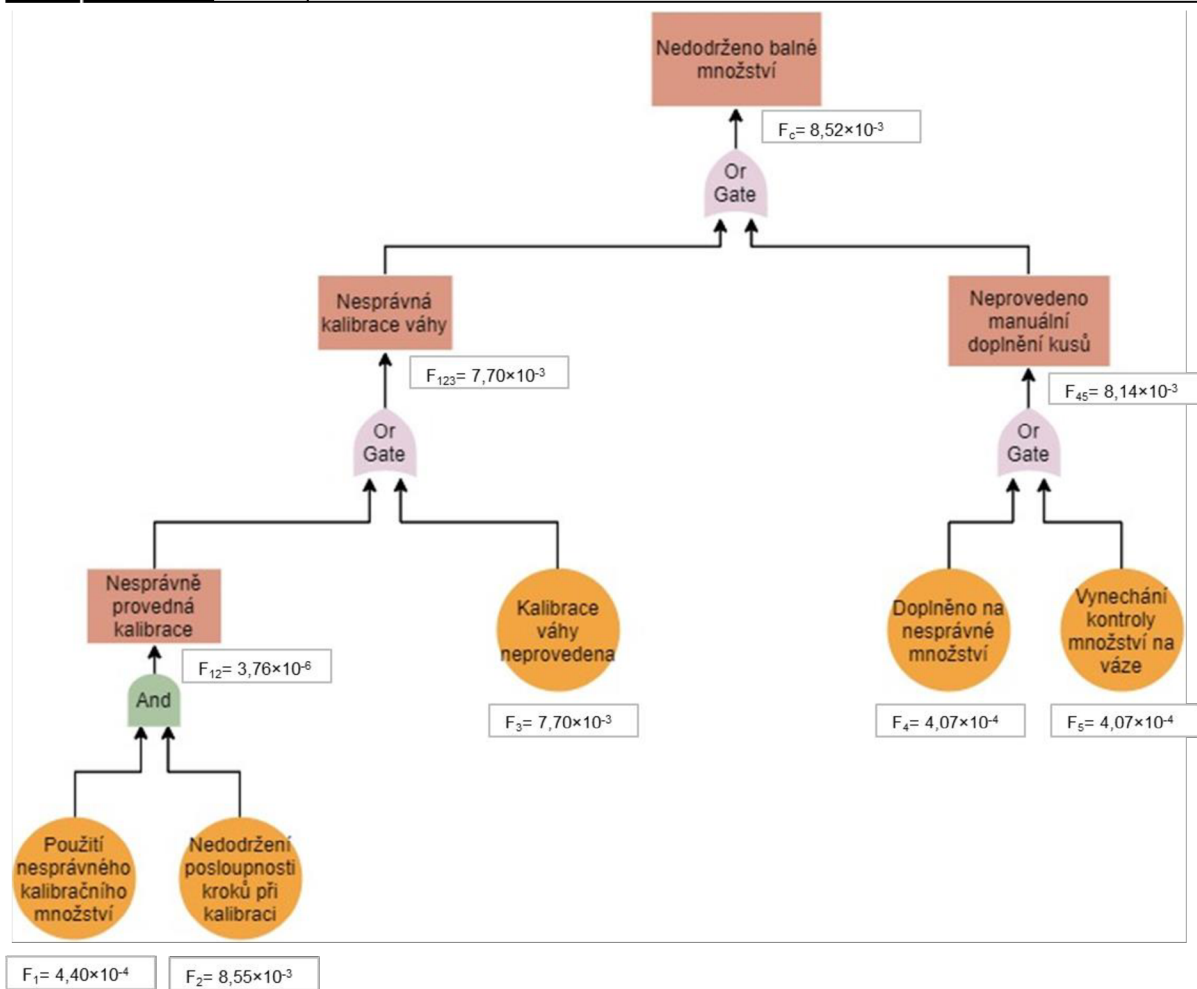 Nedodrženo balné
množství
F_c= 8,52×10⁻³
Or
Gate
Nesprávná
kalibrace váhy
Neprovedeno
manuální
doplnění kusů
F₁₂₃= 7,70×10⁻³
F₄₅= 8,14×10⁻³
Or
Gate
Or
Gate
Nesprávně
provedná
kalibrace
Kalibrace
váhy
neprovedena
Doplněno na
nesprávné
množství
Vynechání
kontroly
množství na
váze
F₁₂= 3,76×10⁻⁶
And
F₃= 7,70×10⁻³
F₄= 4,07×10⁻⁴
F₅= 4,07×10⁻⁴
Použití
nesprávného
kalibračního
množství
Nedodržení
posloupnosti
kroků při
kalibraci
F₁= 4,40×10⁻⁴
F₂= 8,55×10⁻³